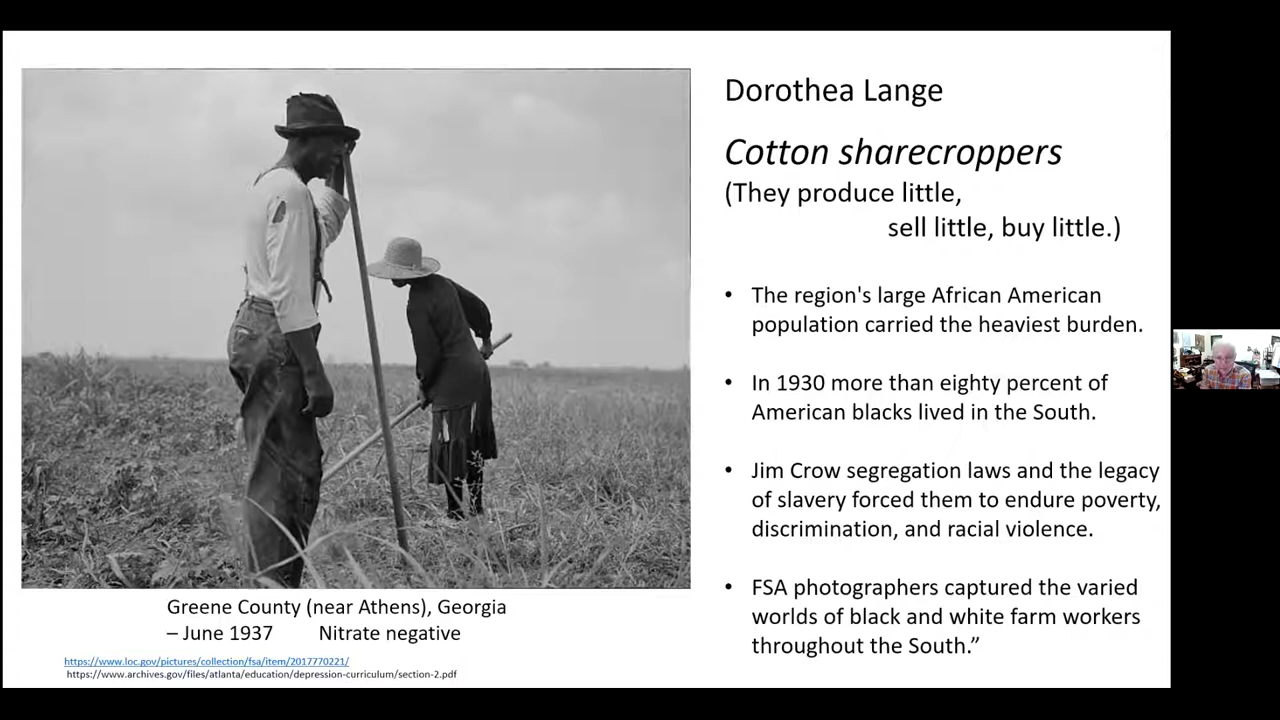 Dorothea Lange
Cotton sharecroppers
(They produce little,
sell little, buy little.)
• The region's large African American
population carried the heaviest burden.
• In 1930 more than eighty percent of
American blacks lived in the South.
• Jim Crow segregation laws and the legacy
of slavery forced them to endure poverty,
discrimination, and racial violence.
• FSA photographers captured the varied
worlds of black and white farm workers
throughout the South.”
Greene County (near Athens), Georgia
– June 1937 Nitrate negative
https://www.loc.gov/pictures/collection/fsa/item/2017770221/
https://www.archives.gov/files/atlanta/education/depression-curriculum/section-2.pdf